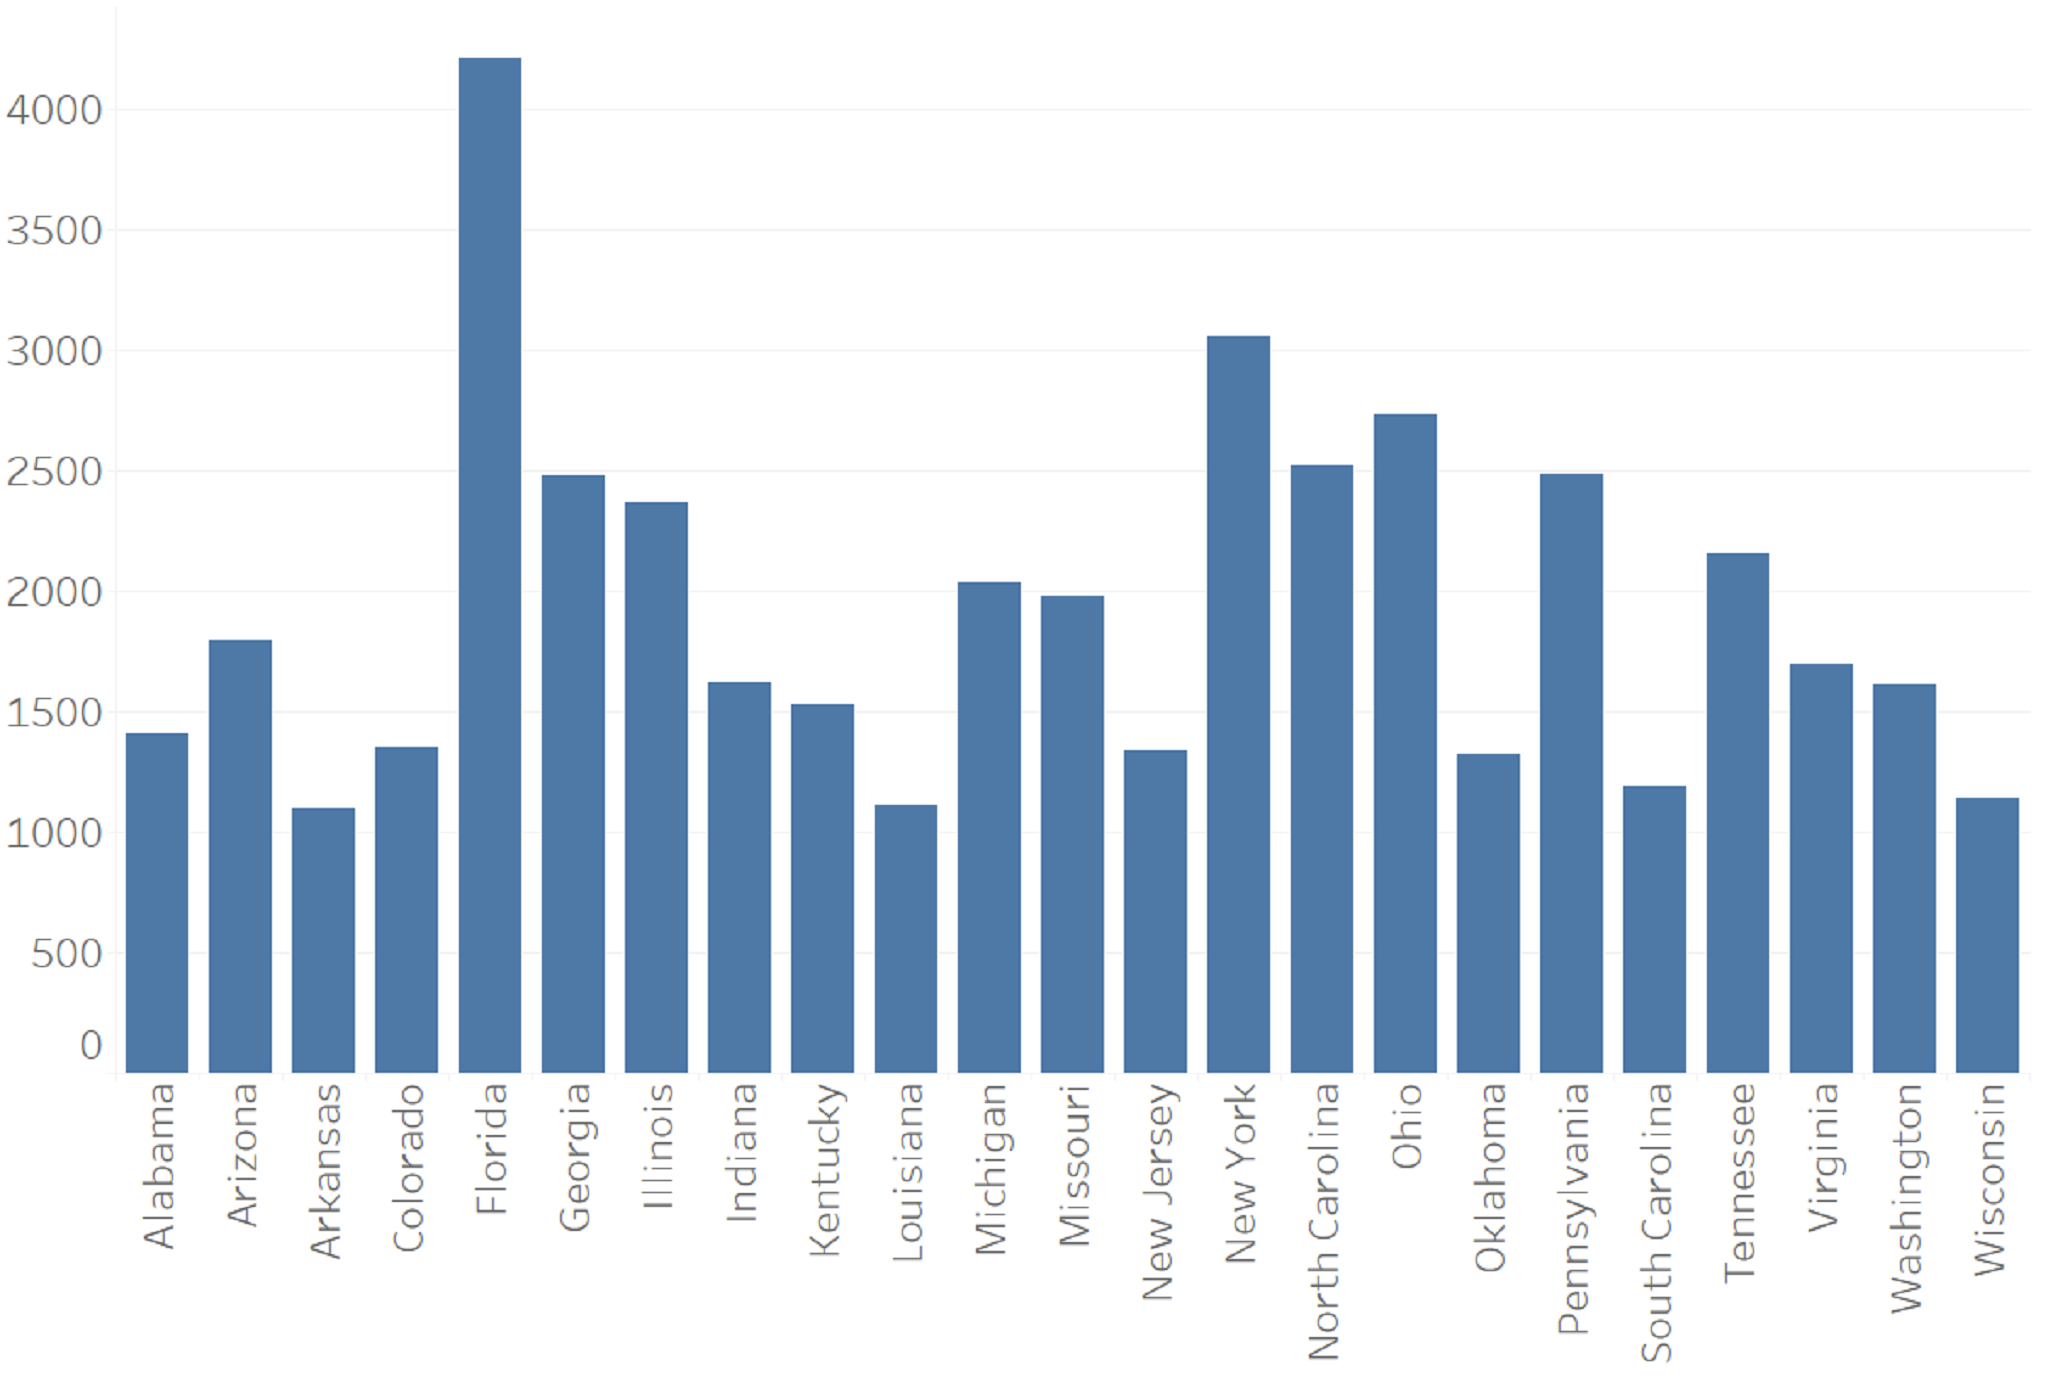 4000
3500
3000
2500
2000
1500
1000
500
0
Alabama
Arizona
Arkansas
Colorado
Florida
Georgia
Illinois
Indiana
Kentucky
Louisiana
Michigan
Missouri
New Jersey
New York
North Carolina
Ohio
Oklahoma
Pennsylvania
South Carolina
Tennessee
Virginia
Washington
Wisconsin